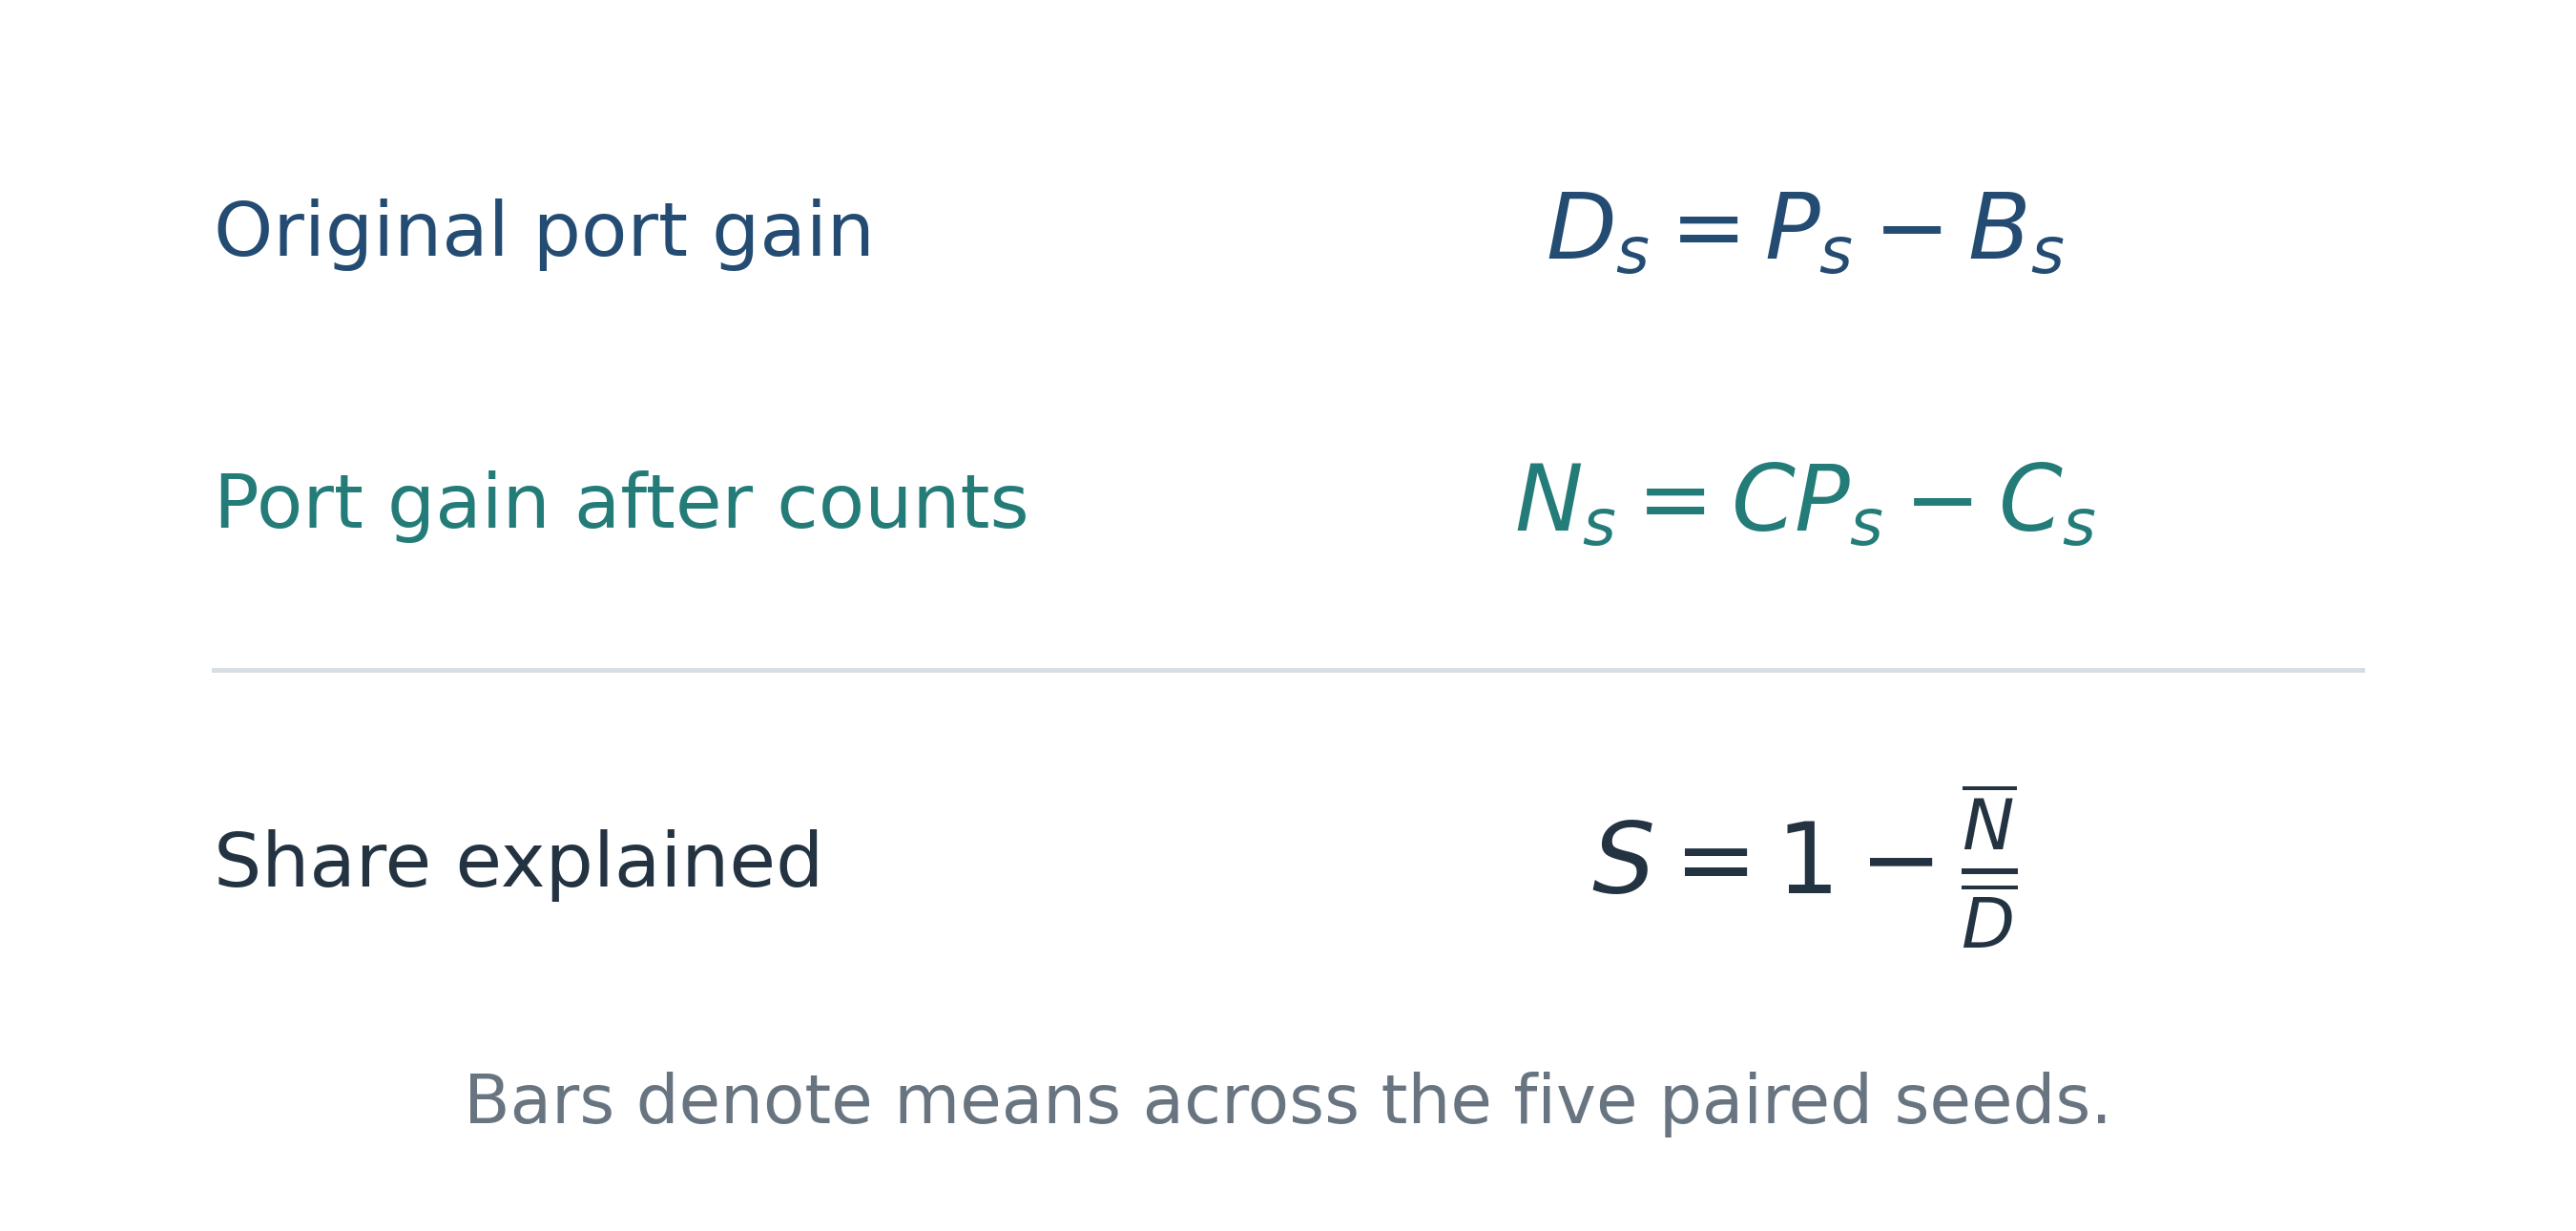 Original port gain D_s = P_s − B_s
Port gain after counts N_s = CP_s − C_s
Share explained S = 1 − N̅/D̅
Bars denote means across the five paired seeds.